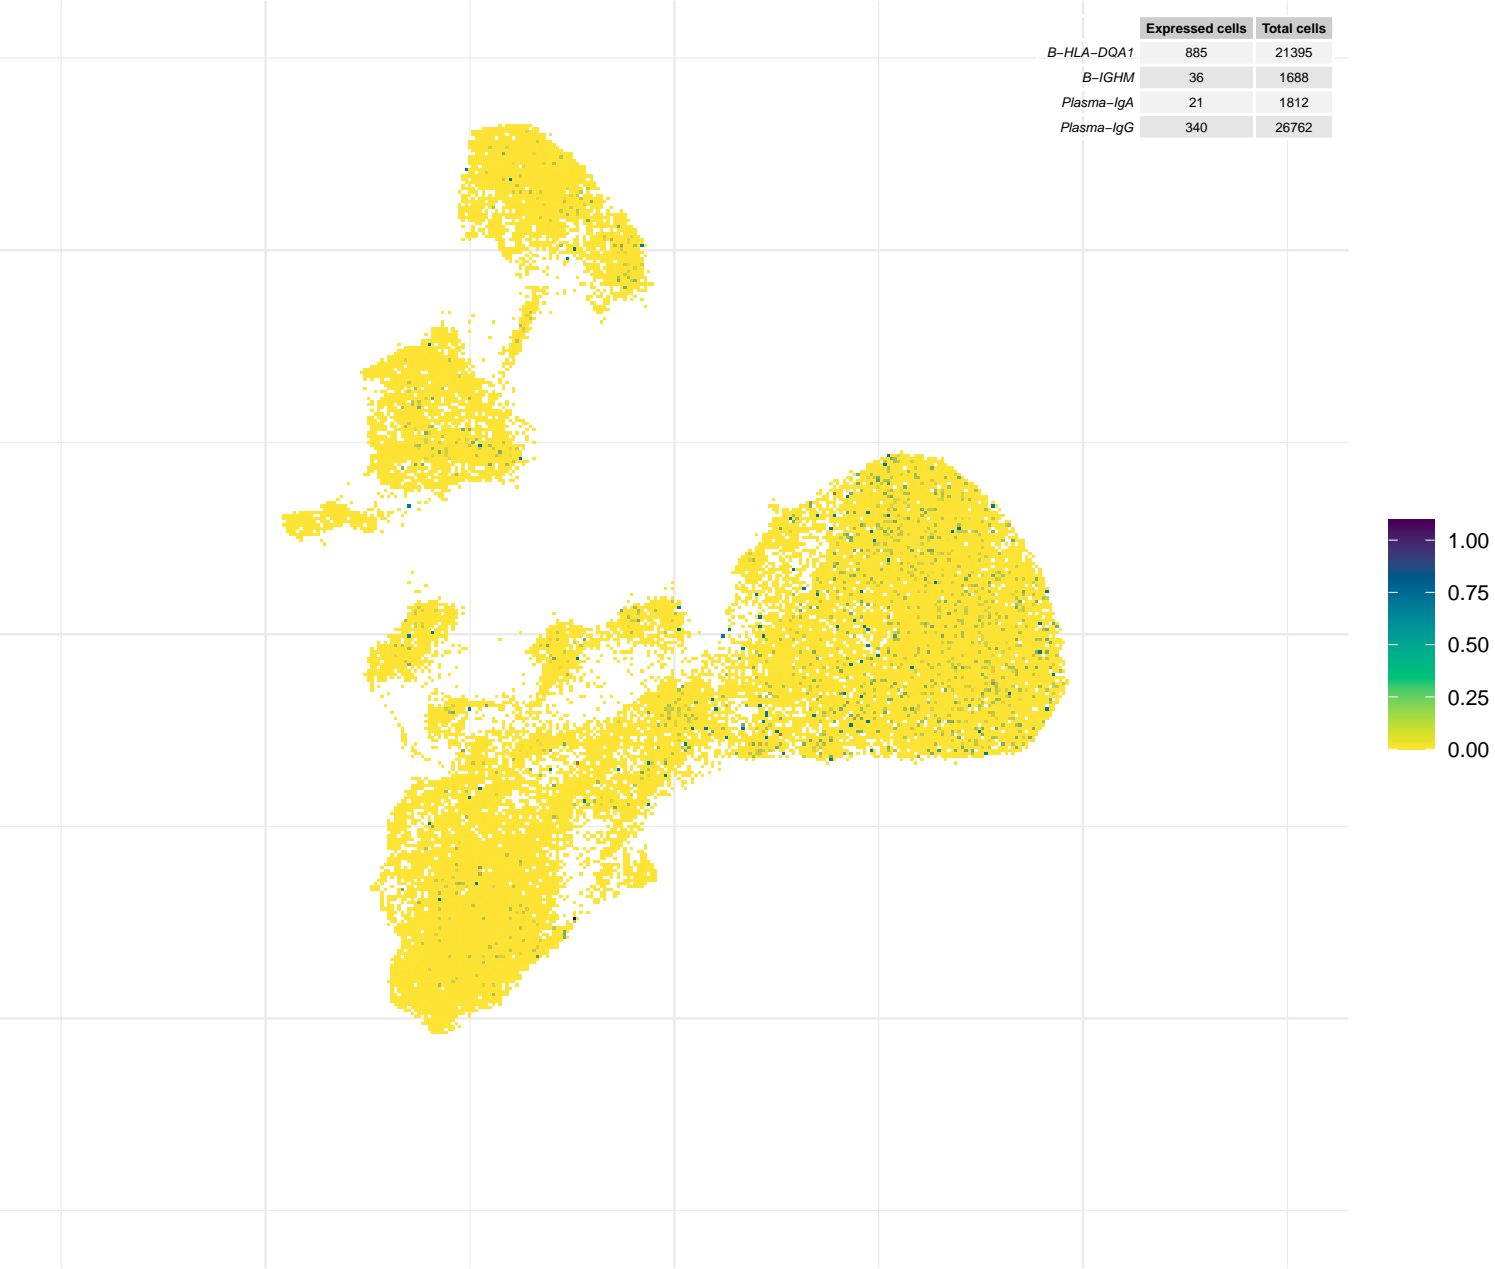 Expressed cells Total cells
B−HLA−DQA1 885 21395
B−IGHM 36 1688
Plasma−IgA 21 1812
Plasma−IgG 340 26762
1.00
0.75
0.50
0.25
0.00